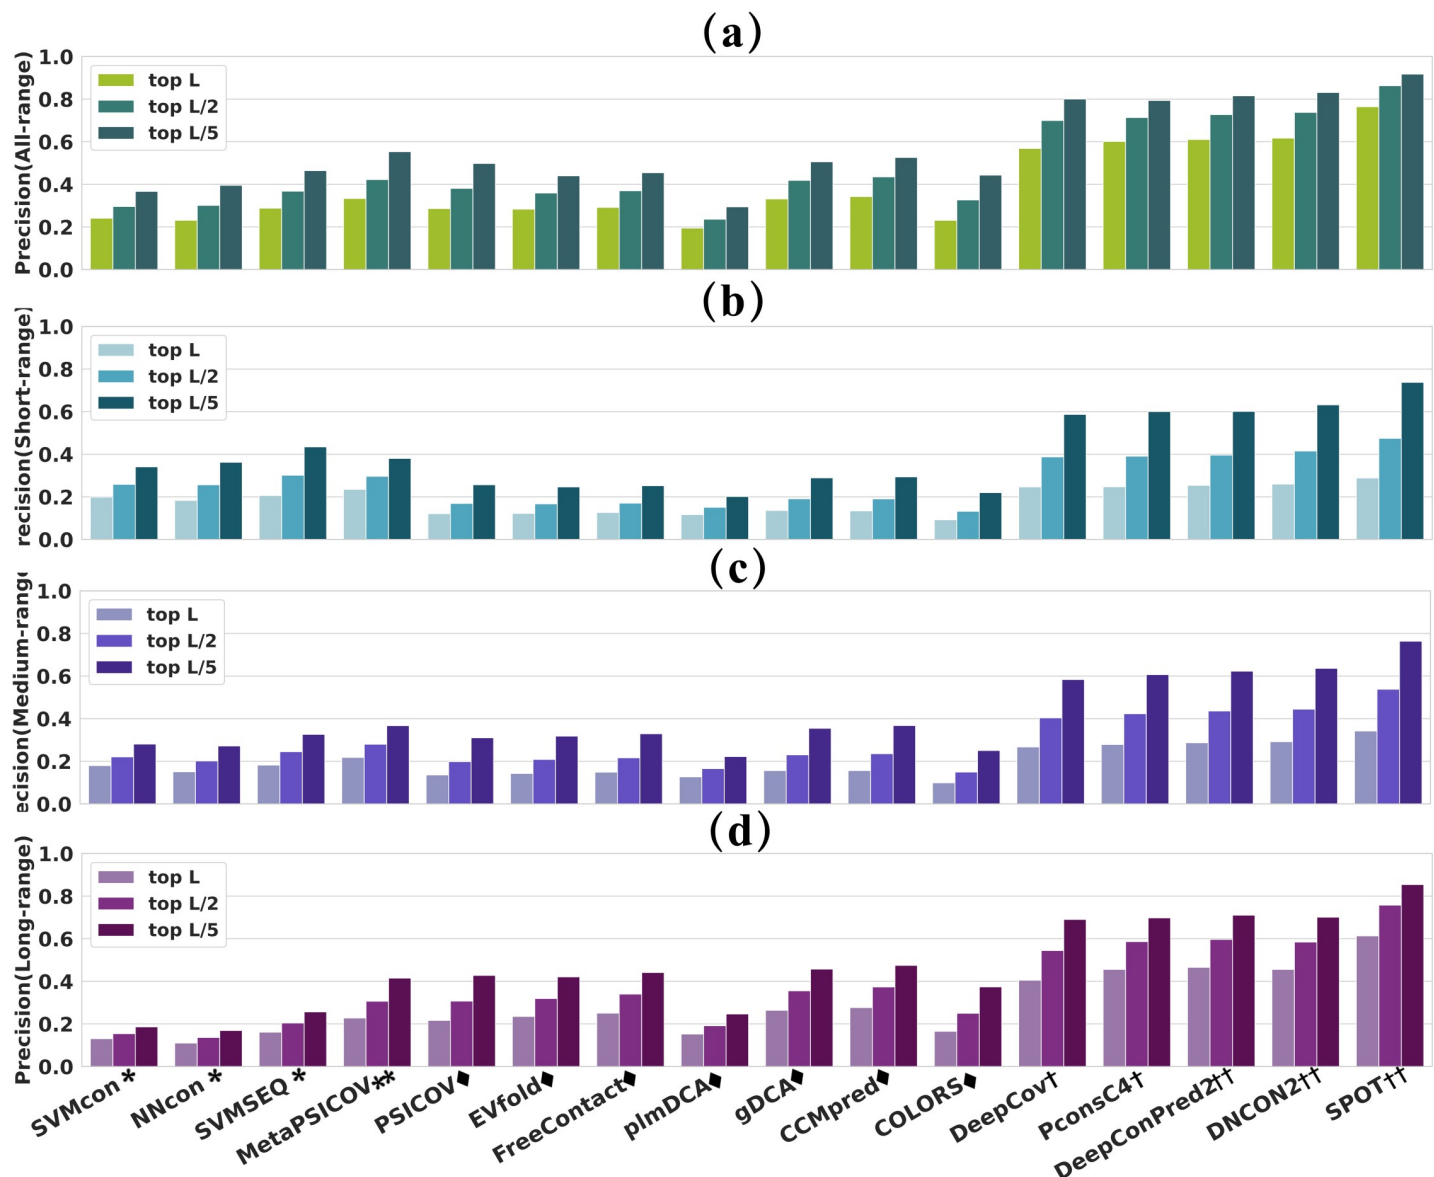 (a)
Precision(All-range)
1.0
0.8
0.6
0.4
0.2
0.0
top L
top L/2
top L/5
(b)
recision(Short-range)
1.0
0.8
0.6
0.4
0.2
0.0
top L
top L/2
top L/5
(c)
ecision(Medium-rang
1.0
0.8
0.6
0.4
0.2
0.0
top L
top L/2
top L/5
(d)
Precision(Long-range)
1.0
0.8
0.6
0.4
0.2
0.0
top L
top L/2
top L/5
SVMcon *
NNcon *
SVMSEQ *
MetaPSICOV**
PSICOV♦
EVfold♦
FreeContact♦
plmDCA♦
gDCA♦
CCMpred♦
COLORS♦
DeepCov†
PconsC4†
DeepConPred2††
DNCON2††
SPOT††